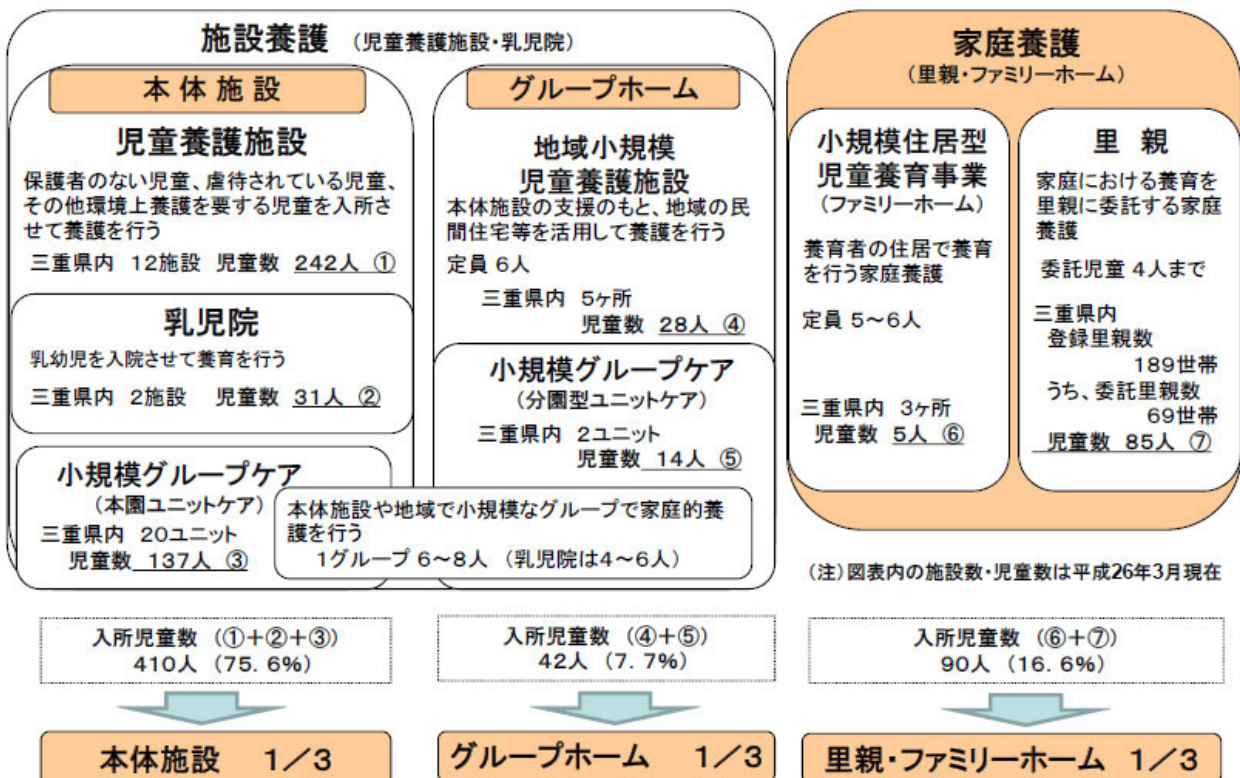 施設養護 (児童養護施設・乳児院)
本体施設
児童養護施設
保護者のない児童、虐待されている児童、
その他環境上養護を要する児童を入所さ
せて養護を行う
三重県内 12施設 児童数 242人 ①
乳児院
乳幼児を入院させて養育を行う
三重県内 2施設 児童数 31人 ②
小規模グループケア
(本園ユニットケア)
三重県内 20ユニット
児童数 137人 ③
グループホーム
地域小規模
児童養護施設
本体施設の支援のもと、地域の民
間住宅等を活用して養護を行う
定員 6人
三重県内 5ヶ所
児童数 28人 ④
小規模グループケア
(分園型ユニットケア)
三重県内 2ユニット
児童数 14人 ⑤
本体施設や地域で小規模なグループで家庭的養
護を行う
1グループ 6~8人 (乳児院は4~6人)
家庭養護
(里親・ファミリーホーム)
小規模住居型
児童養育事業
(ファミリーホーム)
養育者の住居で養育
を行う家庭養護
定員 5~6人
三重県内 3ヶ所
児童数 5人 ⑥
里 親
家庭における養育を
里親に委託する家庭
養護
委託児童 4人まで
三重県内
登録里親数
189世帯
うち、委託里親数
69世帯
児童数 85人 ⑦
(注)図表内の施設数・児童数は平成26年3月現在
入所児童数 (①+②+③)
410人 (75.6%)
入所児童数 (④+⑤)
42人 (7.7%)
入所児童数 (⑥+⑦)
90人 (16.6%)
本体施設 1/3
グループホーム 1/3
里親・ファミリーホーム 1/3